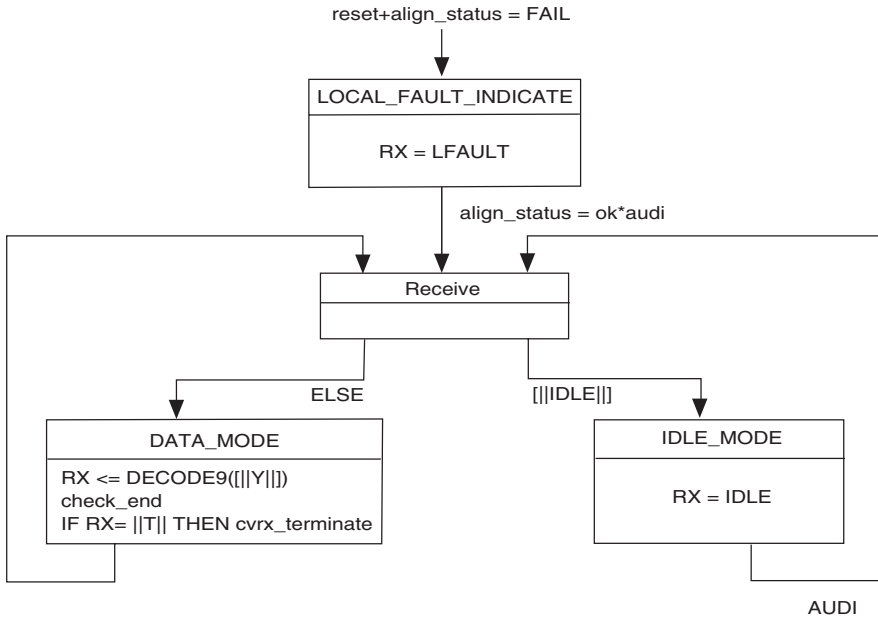 reset+align_status = FAIL
LOCAL_FAULT_INDICATE
RX = LFAULT
align_status = ok*audi
Receive
ELSE
[||IDLE||]
DATA_MODE
RX <= DECODE9([||Y||])
check_end
IF RX= ||T|| THEN cvrx_terminate
IDLE_MODE
RX = IDLE
AUDI